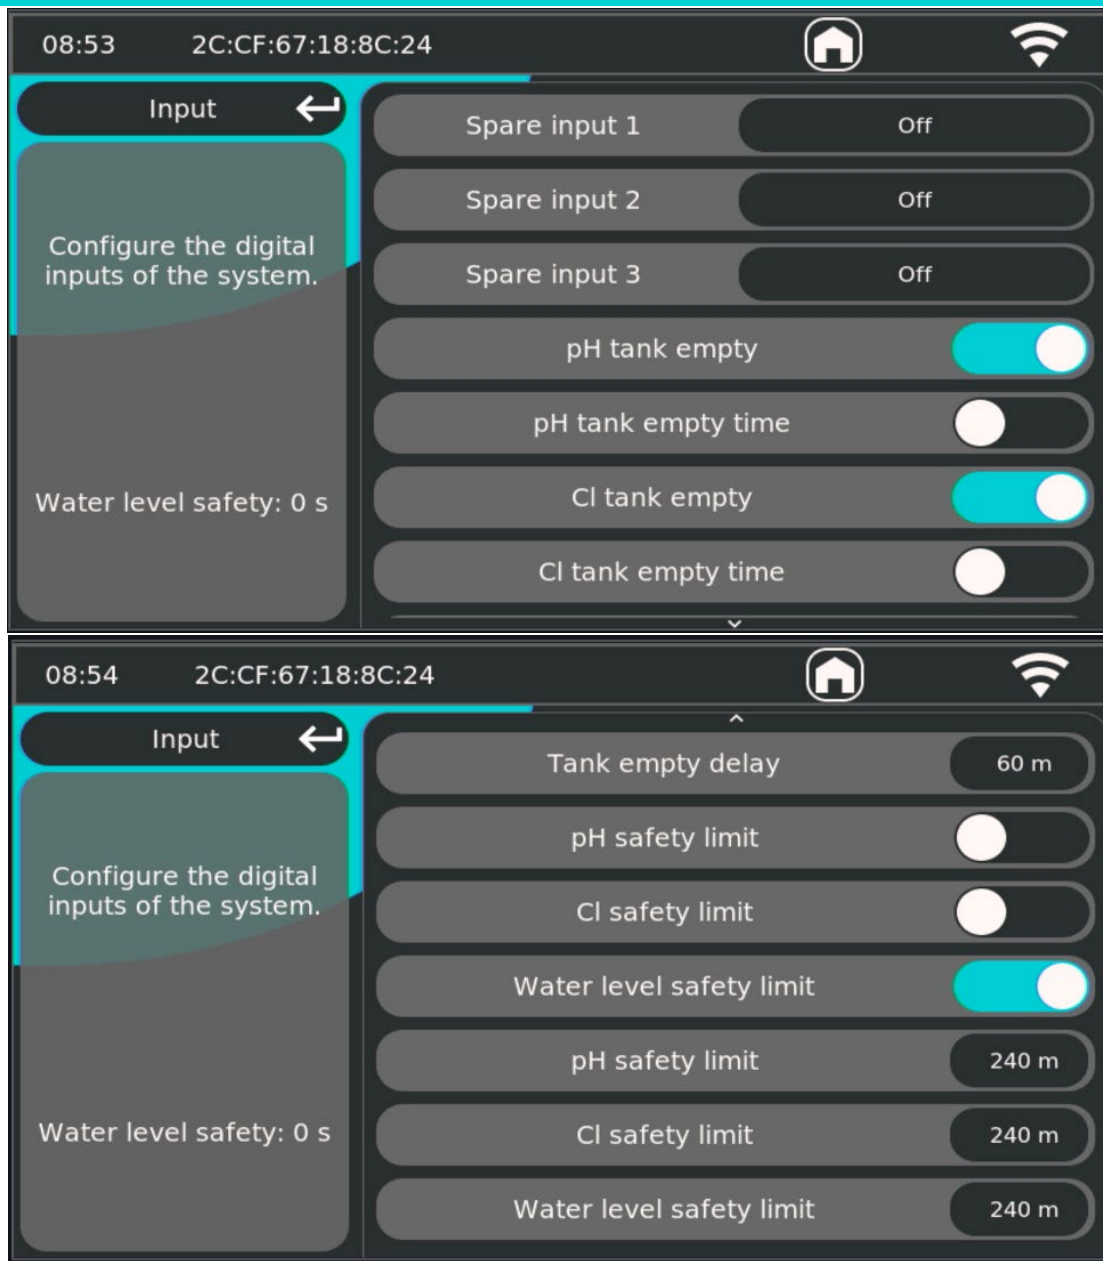 08:53 2C:CF:67:18:8C:24
Input
Configure the digital
inputs of the system.
Water level safety: 0 s
Spare input 1 Off
Spare input 2 Off
Spare input 3 Off
pH tank empty
pH tank empty time
Cl tank empty
Cl tank empty time
08:54 2C:CF:67:18:8C:24
Input
Configure the digital
inputs of the system.
Water level safety: 0 s
Tank empty delay 60 m
pH safety limit
Cl safety limit
Water level safety limit
pH safety limit 240 m
Cl safety limit 240 m
Water level safety limit 240 m